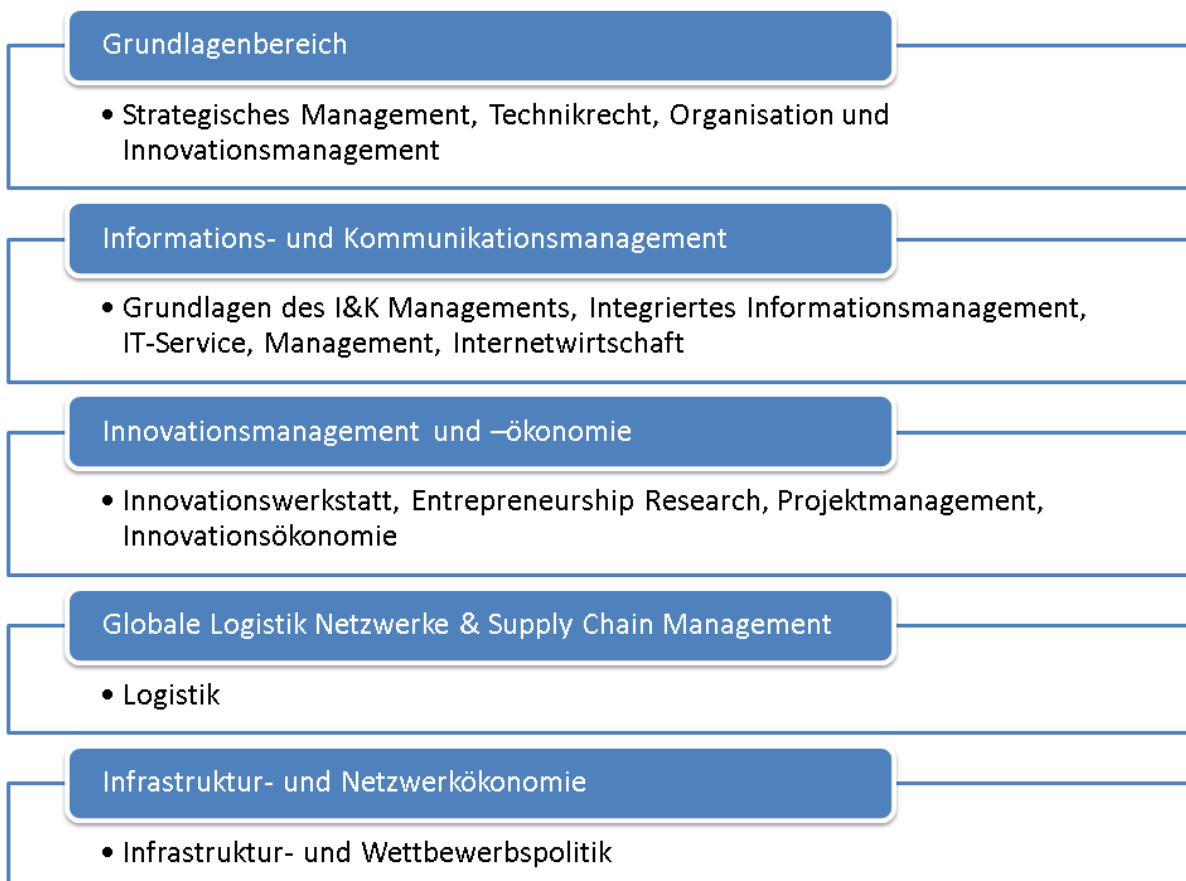 Grundlagenbereich
• Strategisches Management, Technikrecht, Organisation und
Innovationsmanagement
Informations- und Kommunikationsmanagement
• Grundlagen des I&K Managements, Integriertes Informationsmanagement,
IT-Service, Management, Internetwirtschaft
Innovationsmanagement und –ökonomie
• Innovationswerkstatt, Entrepreneurship Research, Projektmanagement,
Innovationsökonomie
Globale Logistik Netzwerke & Supply Chain Management
• Logistik
Infrastruktur- und Netzwerkökonomie
• Infrastruktur- und Wettbewerbspolitik